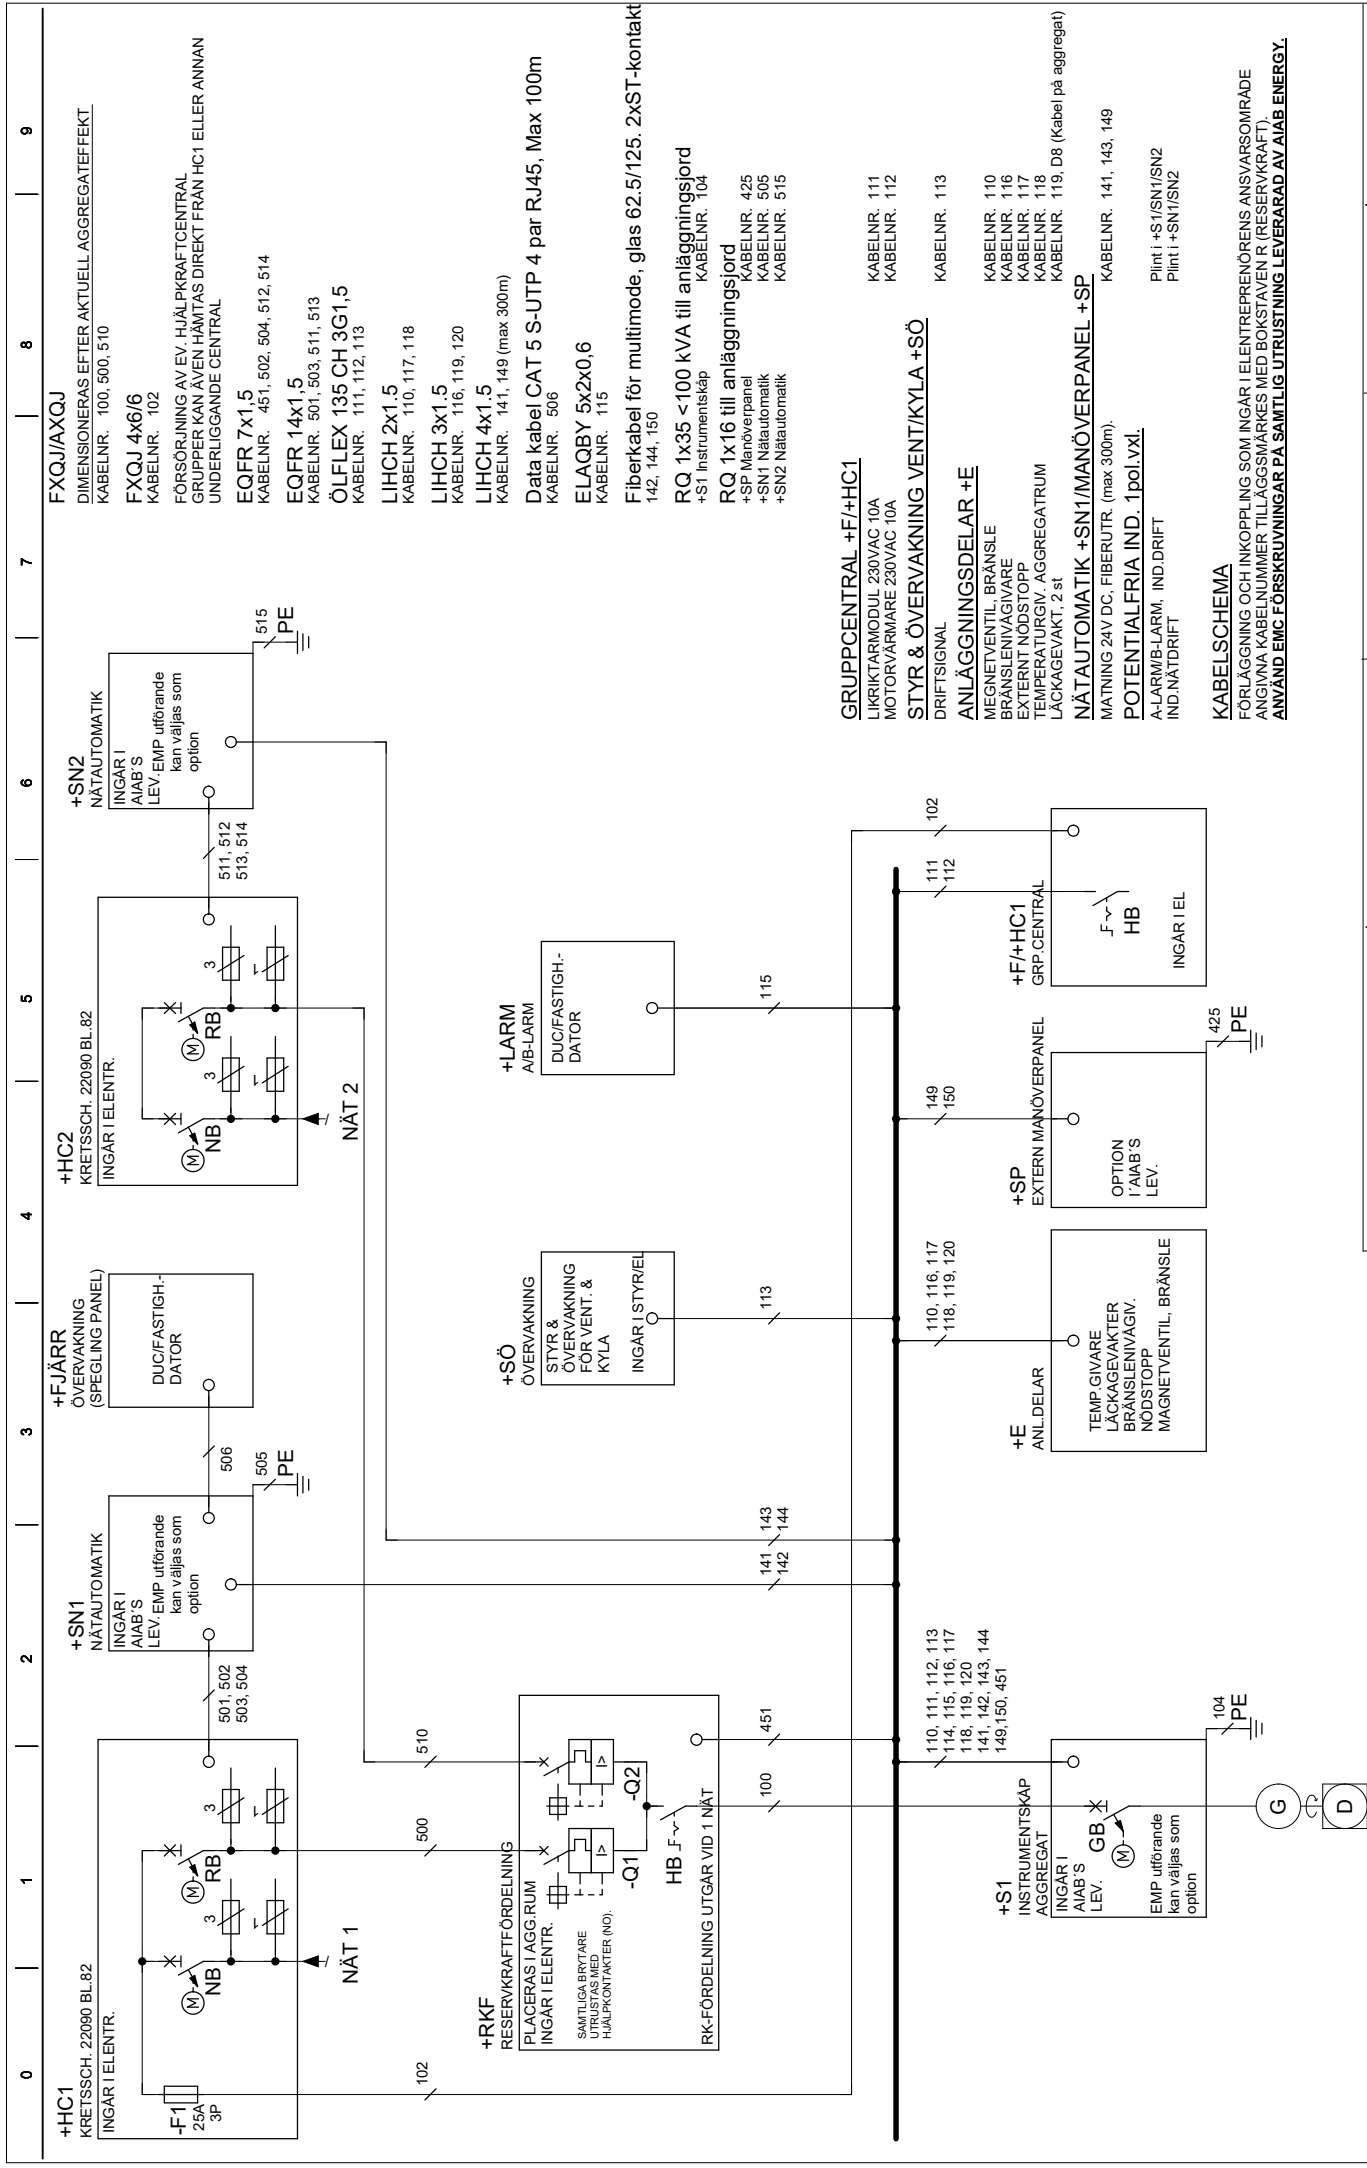 0 1 2 3 4 5 6 7 8 9
+HC1
KRETSSCH. 22090 BL.82
INGÅR I ELENTR.
-F1
25A
3P
M
NB
M
RB
3
1
3
1
NÄT 1
102
501, 502
503, 504
+SN1
NÄTAUTOMATIK
INGÅR I
AIAB'S
LEV.
EMP utförande
kan väljas som
option
505
PE
506
+FJÄRR
ÖVERVAKNING
(SPEGLING PANEL)
DUC/FASTIGH.-
DATOR
+HC2
KRETSSCH. 22090 BL.82
INGÅR I ELENTR.
M
NB
M
RB
3
1
3
1
NÄT 2
511, 512
513, 514
+SN2
NÄTAUTOMATIK
INGÅR I
AIAB'S
LEV.
EMP utförande
kan väljas som
option
515
PE
500
510
+RKF
RESERVKRAFTFÖRDELNING
PLACERAS I AGG.RUM
INGÅR I ELENTR.
SAMTLIGA BRYTARE
UTRUSTAS MED
HJÄLPKONTAKTER (NO).
I>
-Q1
I>
-Q2
HB
RK-FÖRDELNING UTGÅR VID 1 NÄT
100
451
141
142
143
144
+SÖ
ÖVERVAKNING
STYR &
ÖVERVAKNING
FÖR VENT. &
KYLA
INGÅR I STYR/EL
113
+LARM
A/B-LARM
DUC/FASTIGH.-
DATOR
115
+S1
INSTRUMENTSKÅP
AGGREGAT
INGÅR I
AIAB'S
LEV.
GB
M
EMP utförande
kan väljas som
option
110, 111, 112, 113
114, 115, 116, 117
118, 119, 120
141, 142, 143, 144
149,150, 451
104
PE
G
D
+E
ANL.DELAR
TEMP.GIVARE
LÄCKAGEVAKTER
BRÄNSLENIVÅGIV.
NÖDSTOPP
MAGNETVENTIL, BRÄNSLE
110, 116, 117
118, 119, 120
+SP
EXTERN MANÖVERPANEL
OPTION
I'AIAB'S
LEV.
149
150
425
PE
+F/+HC1
GRP.CENTRAL
HB
INGÅR I EL
111
112
102
FXQJ/AXQJ
DIMENSIONERAS EFTER AKTUELL AGGREGATEFFEKT
KABELNR. 100, 500, 510
FXQJ 4x6/6
KABELNR. 102
FÖRSÖRJNING AV EV. HJÄLPKRAFTCENTRAL
GRUPPER KAN ÄVEN HÄMTAS DIREKT FRÅN HC1 ELLER ANNAN
UNDERLIGGANDE CENTRAL
EQFR 7x1,5
KABELNR. 451, 502, 504, 512, 514
EQFR 14x1,5
KABELNR. 501, 503, 511, 513
ÖLFLEX 135 CH 3G1,5
KABELNR. 111, 112, 113
LIHCH 2x1.5
KABELNR. 110, 117, 118
LIHCH 3x1.5
KABELNR. 116, 119, 120
LIHCH 4x1.5
KABELNR. 141, 149 (max 300m)
Data kabel CAT 5 S-UTP 4 par RJ45, Max 100m
KABELNR. 506
ELAQBY 5x2x0,6
KABELNR. 115
Fiberkabel för multimode, glas 62.5/125. 2xST-kontakt
142, 144, 150
RQ 1x35 <100 kVA till anläggningsjord
+S1 Instrumentskåp KABELNR. 104
RQ 1x16 till anläggningsjord
+SP Manöverpanel KABELNR. 425
+SN1 Nätautomatik KABELNR. 505
+SN2 Nätautomatik KABELNR. 515
GRUPPCENTRAL +F/+HC1
LIKRIKTARMODUL 230VAC 10A KABELNR. 111
MOTORVÄRMARE 230VAC 10A KABELNR. 112
STYR & ÖVERVAKNING VENT/KYLA +SÖ
DRIFTSIGNAL KABELNR. 113
ANLÄGGNINGSDELAR +E
MEGNETVENTIL, BRÄNSLE KABELNR. 110
BRÄNSLENIVÅGIVARE KABELNR. 116
EXTERNT NÖDSTOPP KABELNR. 117
TEMPERATURGIV. AGGREGATRUM KABELNR. 118
LÄCKAGEVAKT, 2 st KABELNR. 119, D8 (Kabel på aggregat)
NÄTAUTOMATIK +SN1/MANÖVERPANEL +SP
MATNING 24V DC, FIBERUTR. (max 300m). KABELNR. 141, 143, 149
POTENTIALFRIA IND. 1pol.vxl.
A-LARM/B-LARM, IND.DRIFT Plint i +S1/SN1/SN2
IND.NÄTDRIFT Plint i +SN1/SN2
KABELSCHEMA
FÖRLÄGGNING OCH INKOPPLING SOM INGÅR I ELENTREPRENÖRENS ANSVARSOMRÅDE
ANGIVNA KABELNUMMER TILLÄGGSMÄRKES MED BOKSTAVEN R (RESERVKRAFT).
ANVÄND EMC FÖRSKRUVNINGAR PÅ SAMTLIG UTRUSTNING LEVERARAD AV AIAB ENERGY.